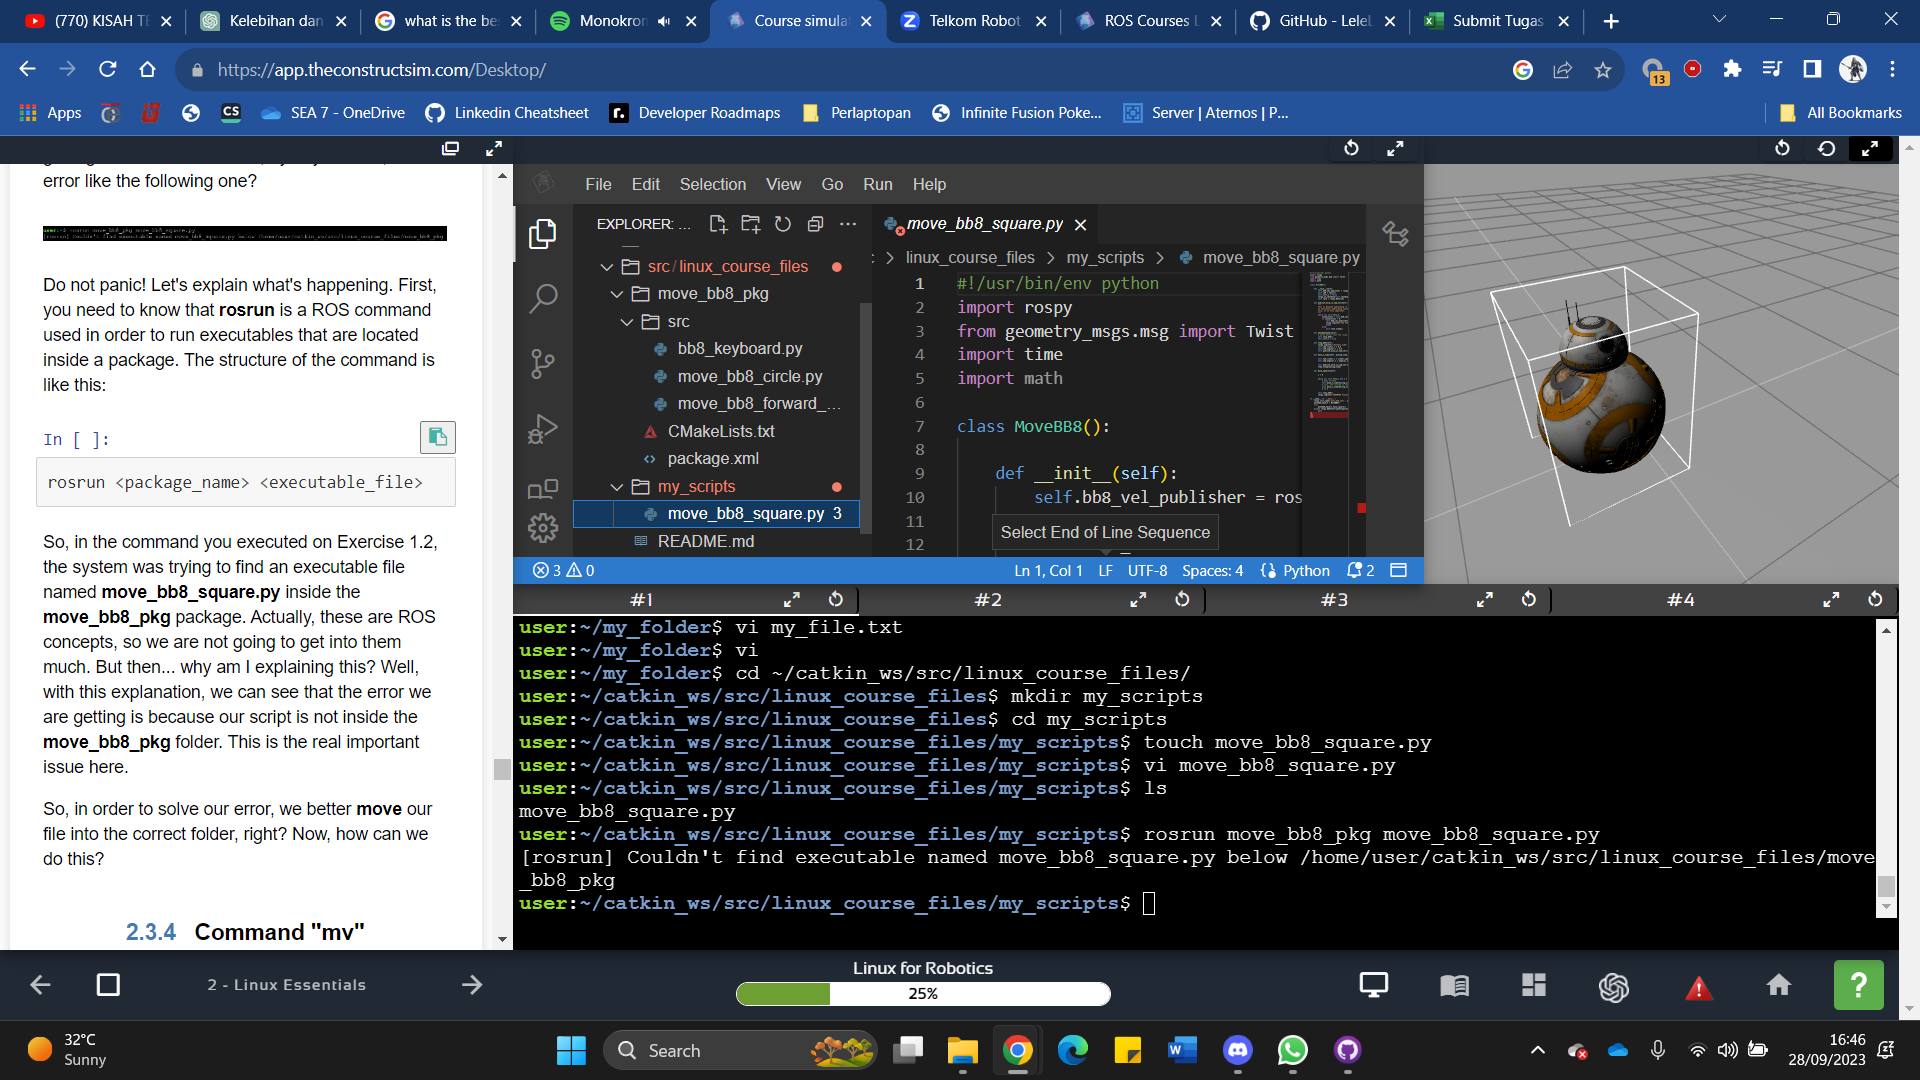 (770) KISAH TE
Kelebihan dan
what is the be
Monokron
Course simula
Telkom Robot
ROS Courses L
GitHub - LeleL
Submit Tugas
https://app.theconstructsim.com/Desktop/
13
Apps
CS
SEA 7 - OneDrive
Linkedin Cheatsheet
Developer Roadmaps
Perlaptopan
Infinite Fusion Poke...
Server | Aternos | P...
All Bookmarks
error like the following one?
Do not panic! Let's explain what's happening. First,
you need to know that rosrun is a ROS command
used in order to run executables that are located
inside a package. The structure of the command is
like this:
In [ ]:
rosrun <package_name> <executable_file>
So, in the command you executed on Exercise 1.2,
the system was trying to find an executable file
named move_bb8_square.py inside the
move_bb8_pkg package. Actually, these are ROS
concepts, so we are not going to get into them
much. But then... why am I explaining this? Well,
with this explanation, we can see that the error we
are getting is because our script is not inside the
move_bb8_pkg folder. This is the real important
issue here.
So, in order to solve our error, we better move our
file into the correct folder, right? Now, how can we
do this?
2.3.4 Command "mv"
File Edit Selection View Go Run Help
EXPLORER: ...
src/linux_course_files
move_bb8_pkg
src
bb8_keyboard.py
move_bb8_circle.py
move_bb8_forward_...
CMakeLists.txt
package.xml
my_scripts
move_bb8_square.py 3
README.md
move_bb8_square.py
linux_course_files > my_scripts > move_bb8_square.py
1 #!/usr/bin/env python
2 import rospy
3 from geometry_msgs.msg import Twist
4 import time
5 import math
6
7 class MoveBB8():
8
9 def __init__(self):
10 self.bb8_vel_publisher = ros
11
12
Select End of Line Sequence
3 0
Ln 1, Col 1 LF UTF-8 Spaces: 4 Python 2
#1 #2 #3 #4
user:~/my_folder$ vi my_file.txt
user:~/my_folder$ vi
user:~/my_folder$ cd ~/catkin_ws/src/linux_course_files/
user:~/catkin_ws/src/linux_course_files$ mkdir my_scripts
user:~/catkin_ws/src/linux_course_files$ cd my_scripts
user:~/catkin_ws/src/linux_course_files/my_scripts$ touch move_bb8_square.py
user:~/catkin_ws/src/linux_course_files/my_scripts$ vi move_bb8_square.py
user:~/catkin_ws/src/linux_course_files/my_scripts$ ls
move_bb8_square.py
user:~/catkin_ws/src/linux_course_files/my_scripts$ rosrun move_bb8_pkg move_bb8_square.py
[rosrun] Couldn't find executable named move_bb8_square.py below /home/user/catkin_ws/src/linux_course_files/move
_bb8_pkg
user:~/catkin_ws/src/linux_course_files/my_scripts$
2 - Linux Essentials
Linux for Robotics
25%
?
32°C
Sunny
Search
16:46
28/09/2023